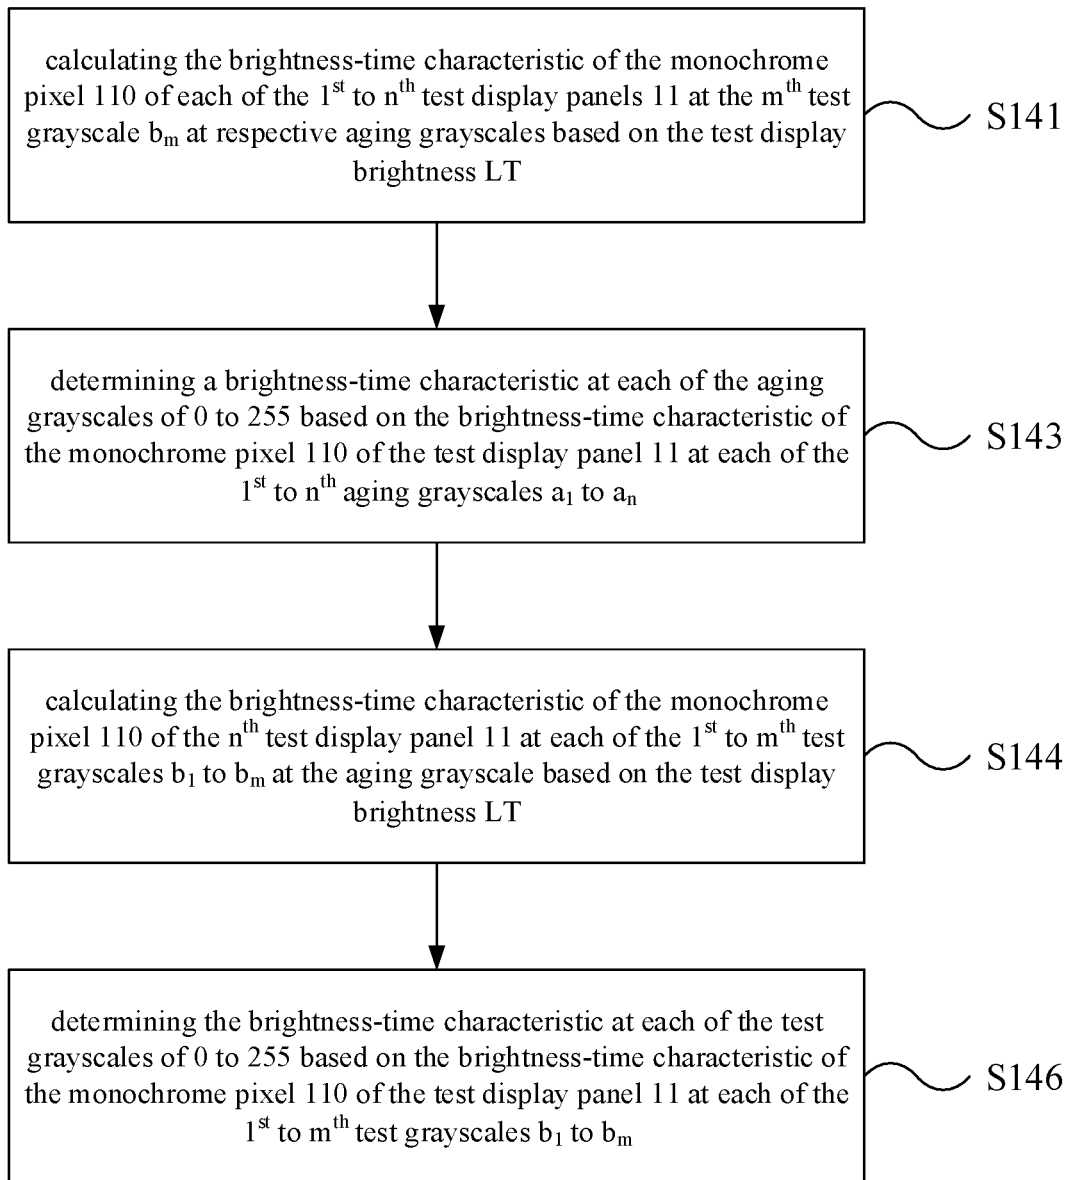 calculating the brightness-time characteristic of the monochrome
pixel 110 of each of the 1st to nth test display panels 11 at the mth test
grayscale bm at respective aging grayscales based on the test display
brightness LT
S141
determining a brightness-time characteristic at each of the aging
grayscales of 0 to 255 based on the brightness-time characteristic of
the monochrome pixel 110 of the test display panel 11 at each of the
1st to nth aging grayscales a1 to an
S143
calculating the brightness-time characteristic of the monochrome
pixel 110 of the nth test display panel 11 at each of the 1st to mth test
grayscales b1 to bm at the aging grayscale based on the test display
brightness LT
S144
determining the brightness-time characteristic at each of the test
grayscales of 0 to 255 based on the brightness-time characteristic of
the monochrome pixel 110 of the test display panel 11 at each of the
1st to mth test grayscales b1 to bm
S146